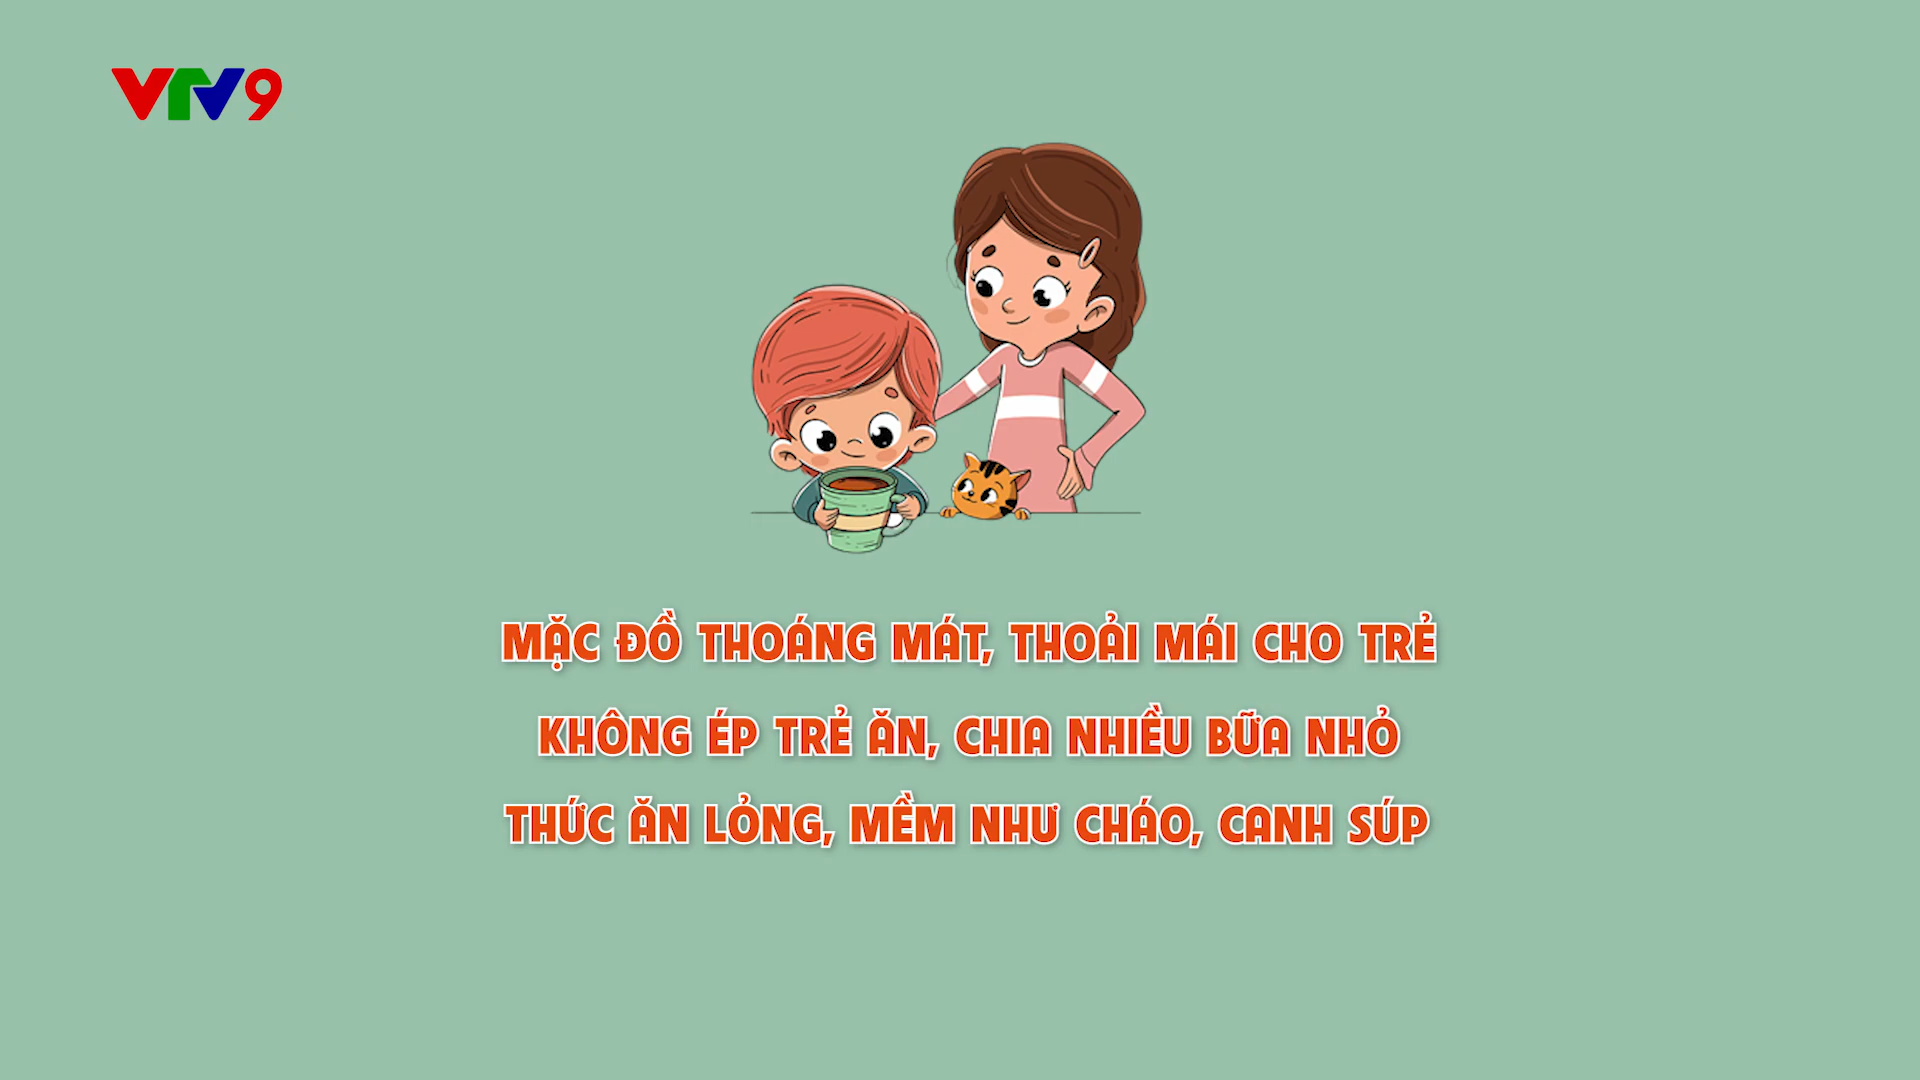 VTV9
MẶC ĐỒ THOÁNG MÁT, THOẢI MÁI CHO TRẺ
KHÔNG ÉP TRẺ ĂN, CHIA NHIỀU BỮA NHỎ
THỨC ĂN LỎNG, MỀM NHƯ CHÁO, CANH SÚP